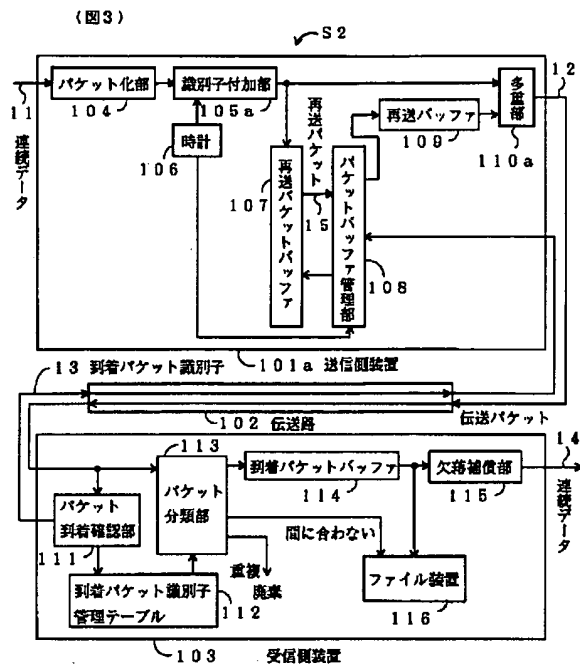 (図3)
S2
11
連続データ
パケット化部
104
識別子付加部
105a
時計
106
再送パケットバッファ
107
再送パケット
15
パケットバッファ管理部
108
再送バッファ
109
多重部
110a
12
101a 送信側装置
13 到着パケット識別子
102 伝送路
伝送パケット
113
パケット
分類部
到着パケットバッファ
114
欠落補償部
115
14
連続データ
パケット
到着確認部
111
間に合わない
重複
廃棄
到着パケット識別子
管理テーブル
112
ファイル装置
116
103 受信側装置